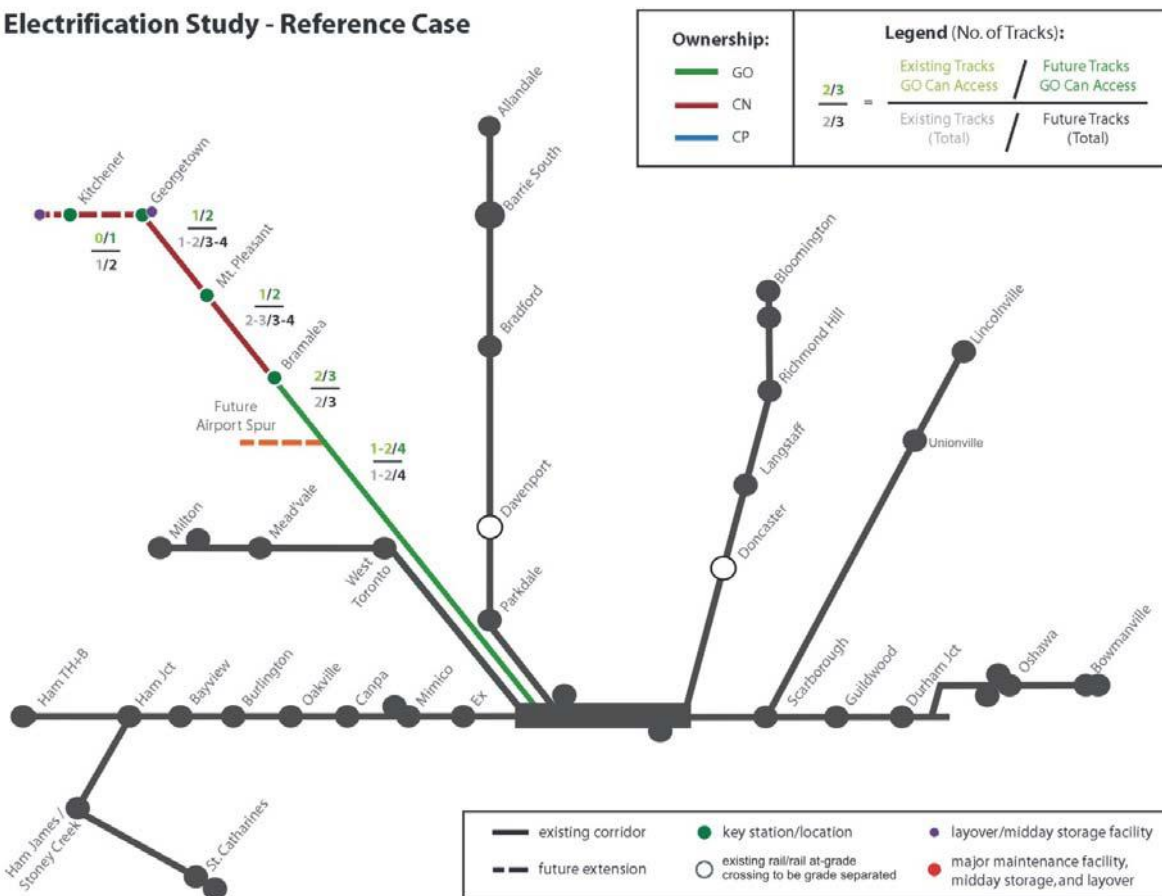 Electrification Study - Reference Case
Ownership:
GO
CN
CP
Legend (No. of Tracks):
2/3
2/3
=
Existing Tracks
GO Can Access
/
Future Tracks
GO Can Access
Existing Tracks
(Total)
/
Future Tracks
(Total)
Kitchener
Georgetown
0/1
1/2
1/2
1-2/3-4
Mt. Pleasant
1/2
2-3/3-4
Bramalea
2/3
2/3
Future
Airport Spur
1-2/4
1-2/4
Allandale
Barrie South
Bradford
Davenport
Parkdale
Bloomington
Richmond Hill
Langstaff
Doncaster
Lincolnville
Unionville
Milton
Mead'vale
West
Toronto
Ham TH+B
Ham Jct
Bayview
Burlington
Oakville
Canpa
Mimico
Ex
Scarborough
Guildwood
Durham Jct
Oshawa
Bowmanville
Ham James /
Stoney Creek
St. Catharines
existing corridor
future extension
key station/location
existing rail/rail at-grade
crossing to be grade separated
layover/midday storage facility
major maintenance facility,
midday storage, and layover